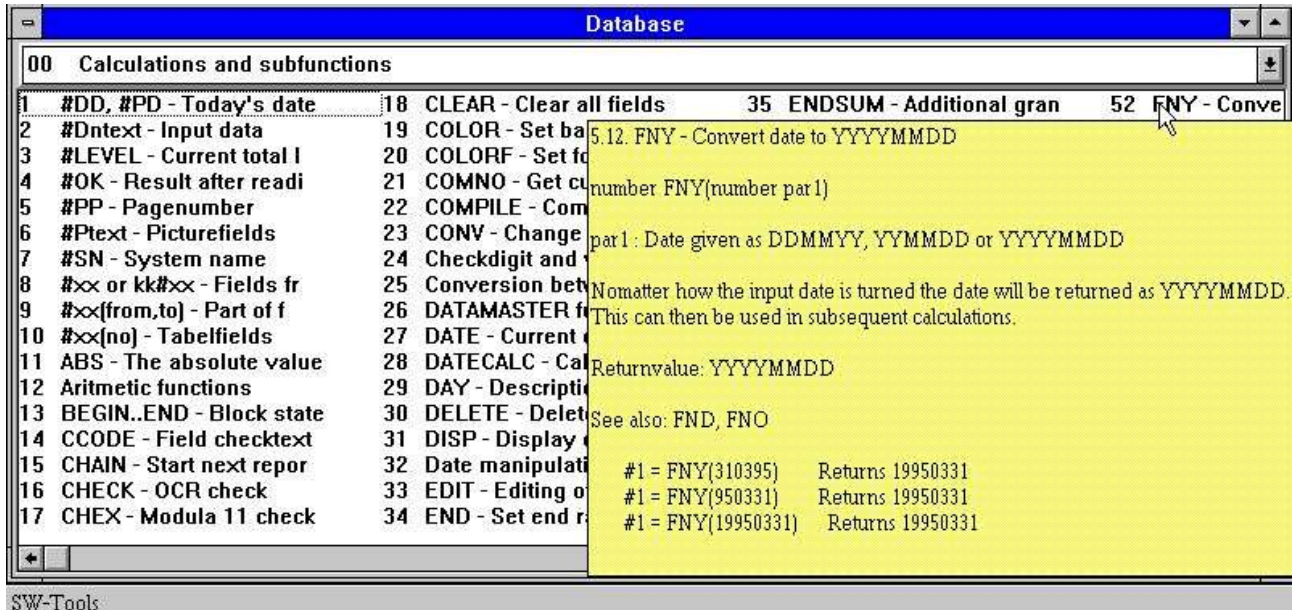 Database
00 Calculations and subfunctions
1 #DD, #PD - Today's date
2 #Dntext - Input data
3 #LEVEL - Current total l
4 #OK - Result after readi
5 #PP - Pagenumber
6 #Ptext - Picturefields
7 #SN - System name
8 #xx or kk#xx - Fields fr
9 #xx(from,to) - Part of f
10 #xx(no) - Tabelfields
11 ABS - The absolute value
12 Aritmetic functions
13 BEGIN..END - Block state
14 CCODE - Field checktext
15 CHAIN - Start next repor
16 CHECK - OCR check
17 CHEX - Modula 11 check
18 CLEAR - Clear all fields
19 COLOR - Set ba
20 COLORF - Set fo
21 COMNO - Get cu
22 COMPILE - Com
23 CONV - Change
24 Checkdigit and
25 Conversion betw
26 DATAMASTER fu
27 DATE - Current
28 DATECALC - Cal
29 DAY - Descriptio
30 DELETE - Delet
31 DISP - Display
32 Date manipulati
33 EDIT - Editing o
34 END - Set end r
35 ENDSUM - Additional gran
52 FNY - Conve
5.12. FNY - Convert date to YYYYMMDD
number FNY(number par1)
par1 : Date given as DDMMYY, YYMMDD or YYYYMMDD
Nomatter how the input date is turned the date will be returned as YYYYMMDD.
This can then be used in subsequent calculations.
Returnvalue: YYYYMMDD
See also: FND, FNO
#1 = FNY(310395) Returns 19950331
#1 = FNY(950331) Returns 19950331
#1 = FNY(19950331) Returns 19950331
SW-Tools